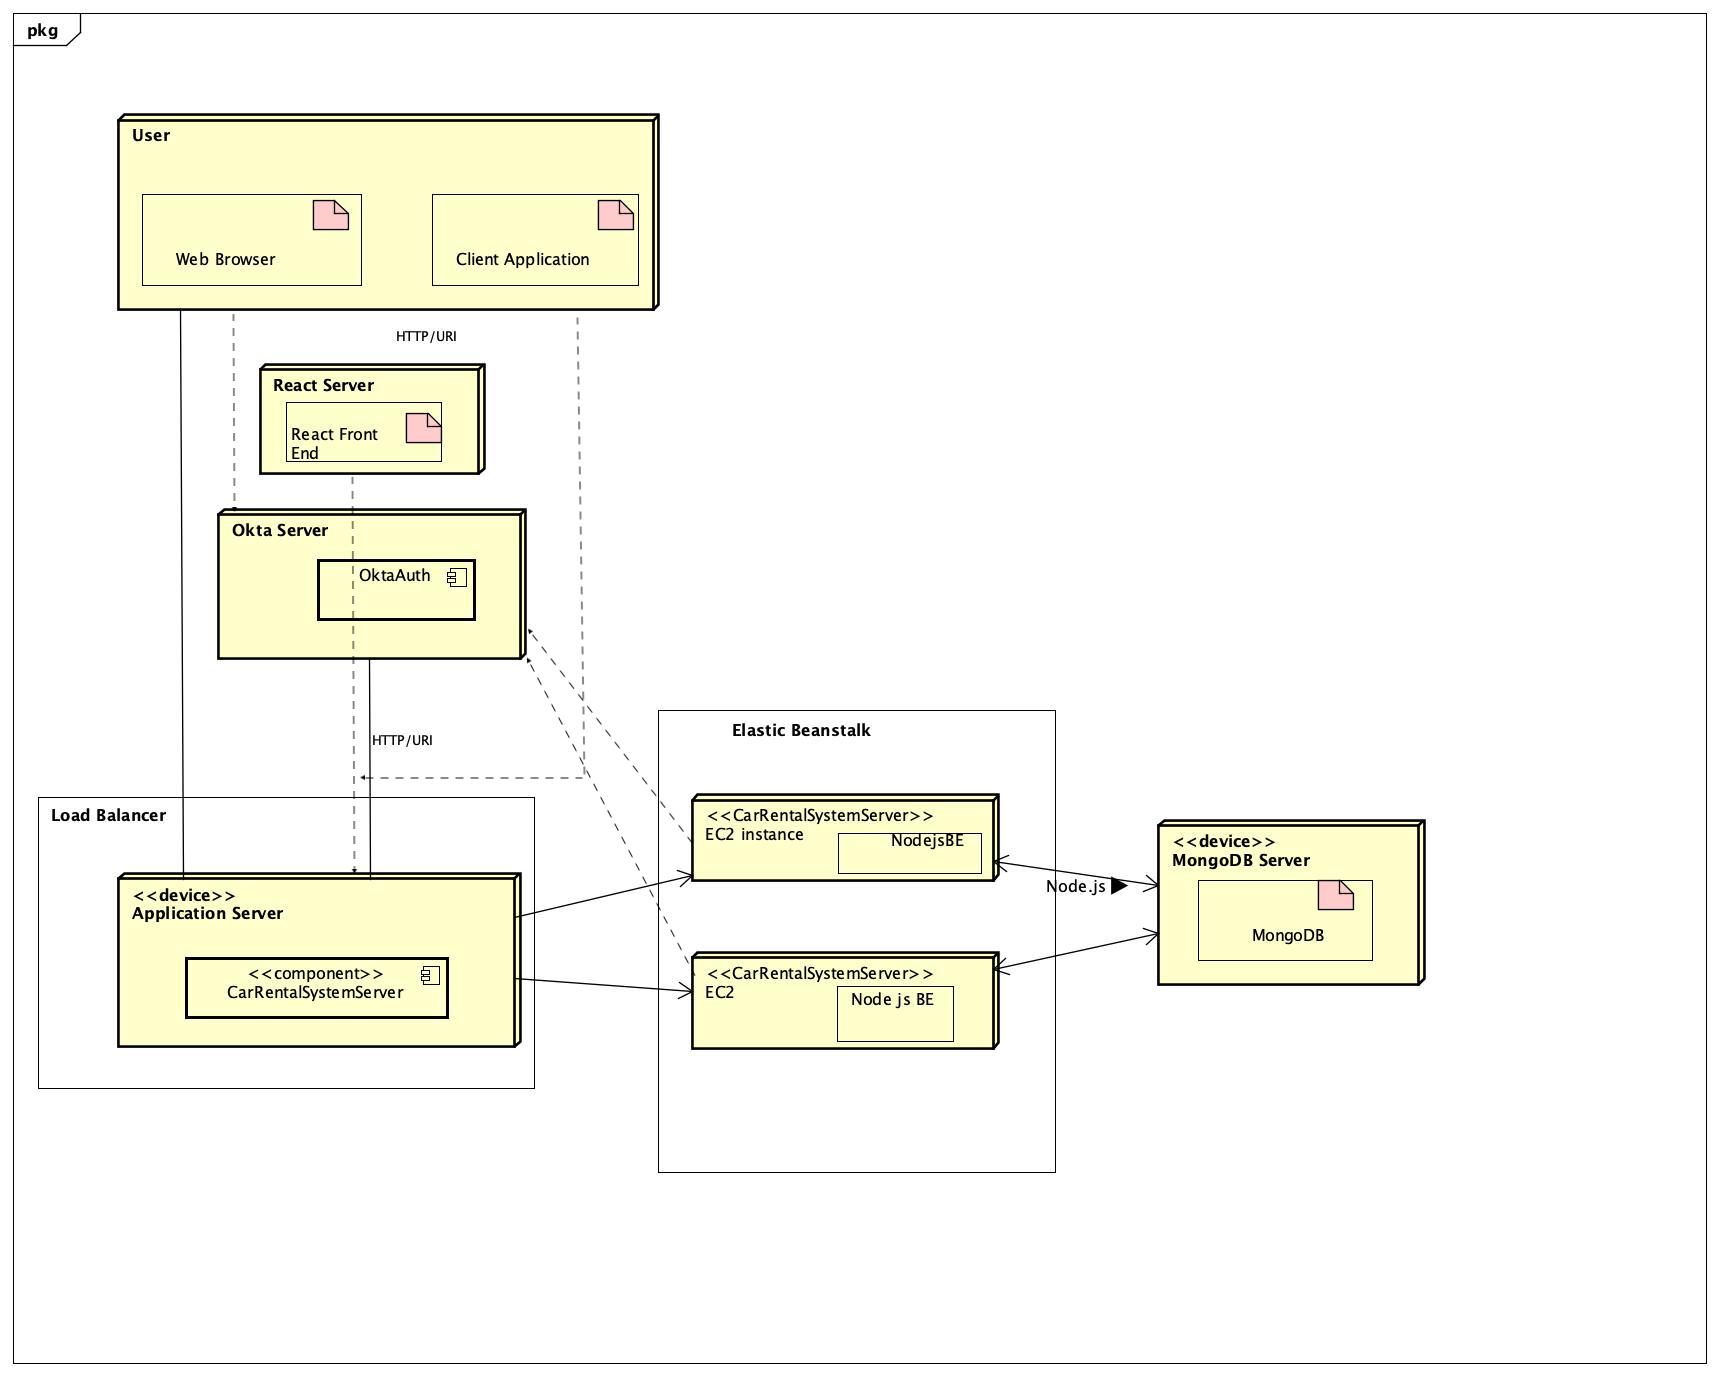 pkg
User
Web Browser
Client Application
HTTP/URI
React Server
React Front
End
Okta Server
OktaAuth
HTTP/URI
Elastic Beanstalk
Load Balancer
<<CarRentalSystemServer>>
EC2 instance
NodejsBE
<<device>>
MongoDB Server
Node.js
MongoDB
<<device>>
Application Server
<<component>>
CarRentalSystemServer
<<CarRentalSystemServer>>
EC2
Node js BE